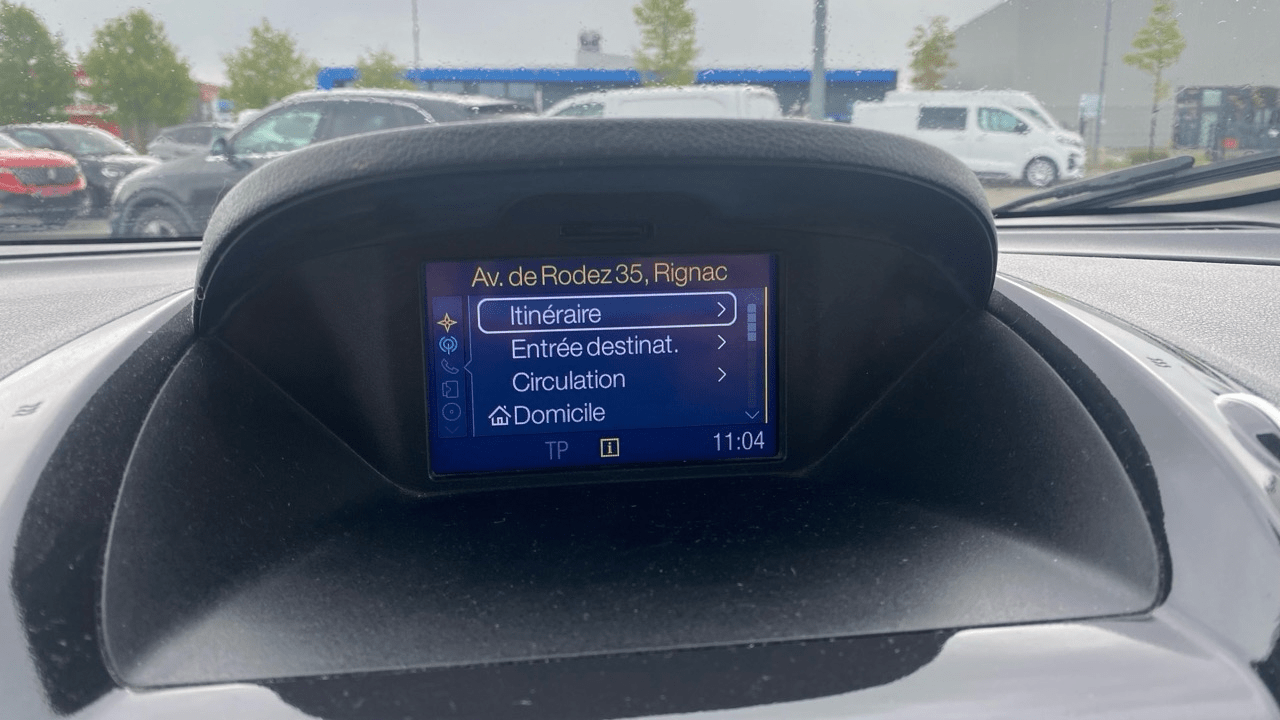 Av. de Rodez 35, Rignac
Itinéraire
Entrée destinat.
Circulation
Domicile
TP i 11:04